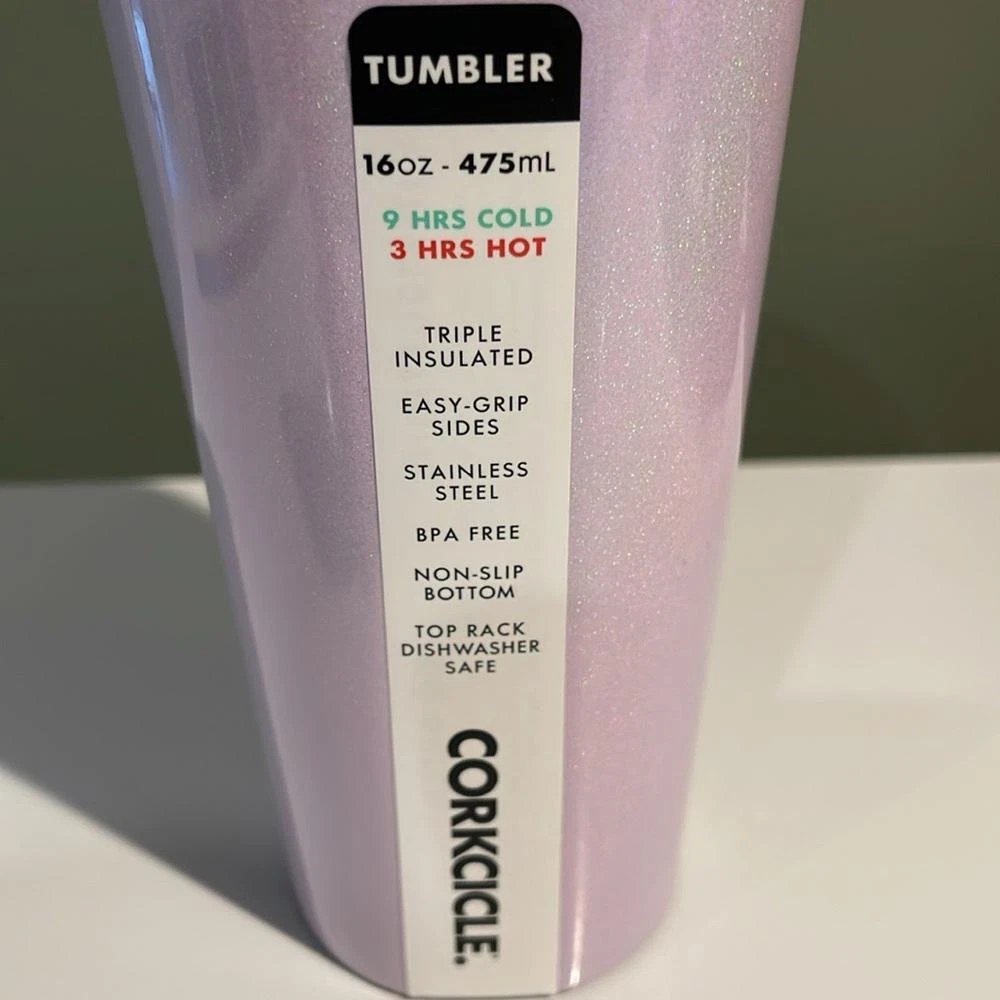 TUMBLER
16oz - 475mL
9 HRS COLD
3 HRS HOT
TRIPLE
INSULATED
EASY-GRIP
SIDES
STAINLESS
STEEL
BPA FREE
NON-SLIP
BOTTOM
TOP RACK
DISHWASHER
SAFE
CORKCICLE.